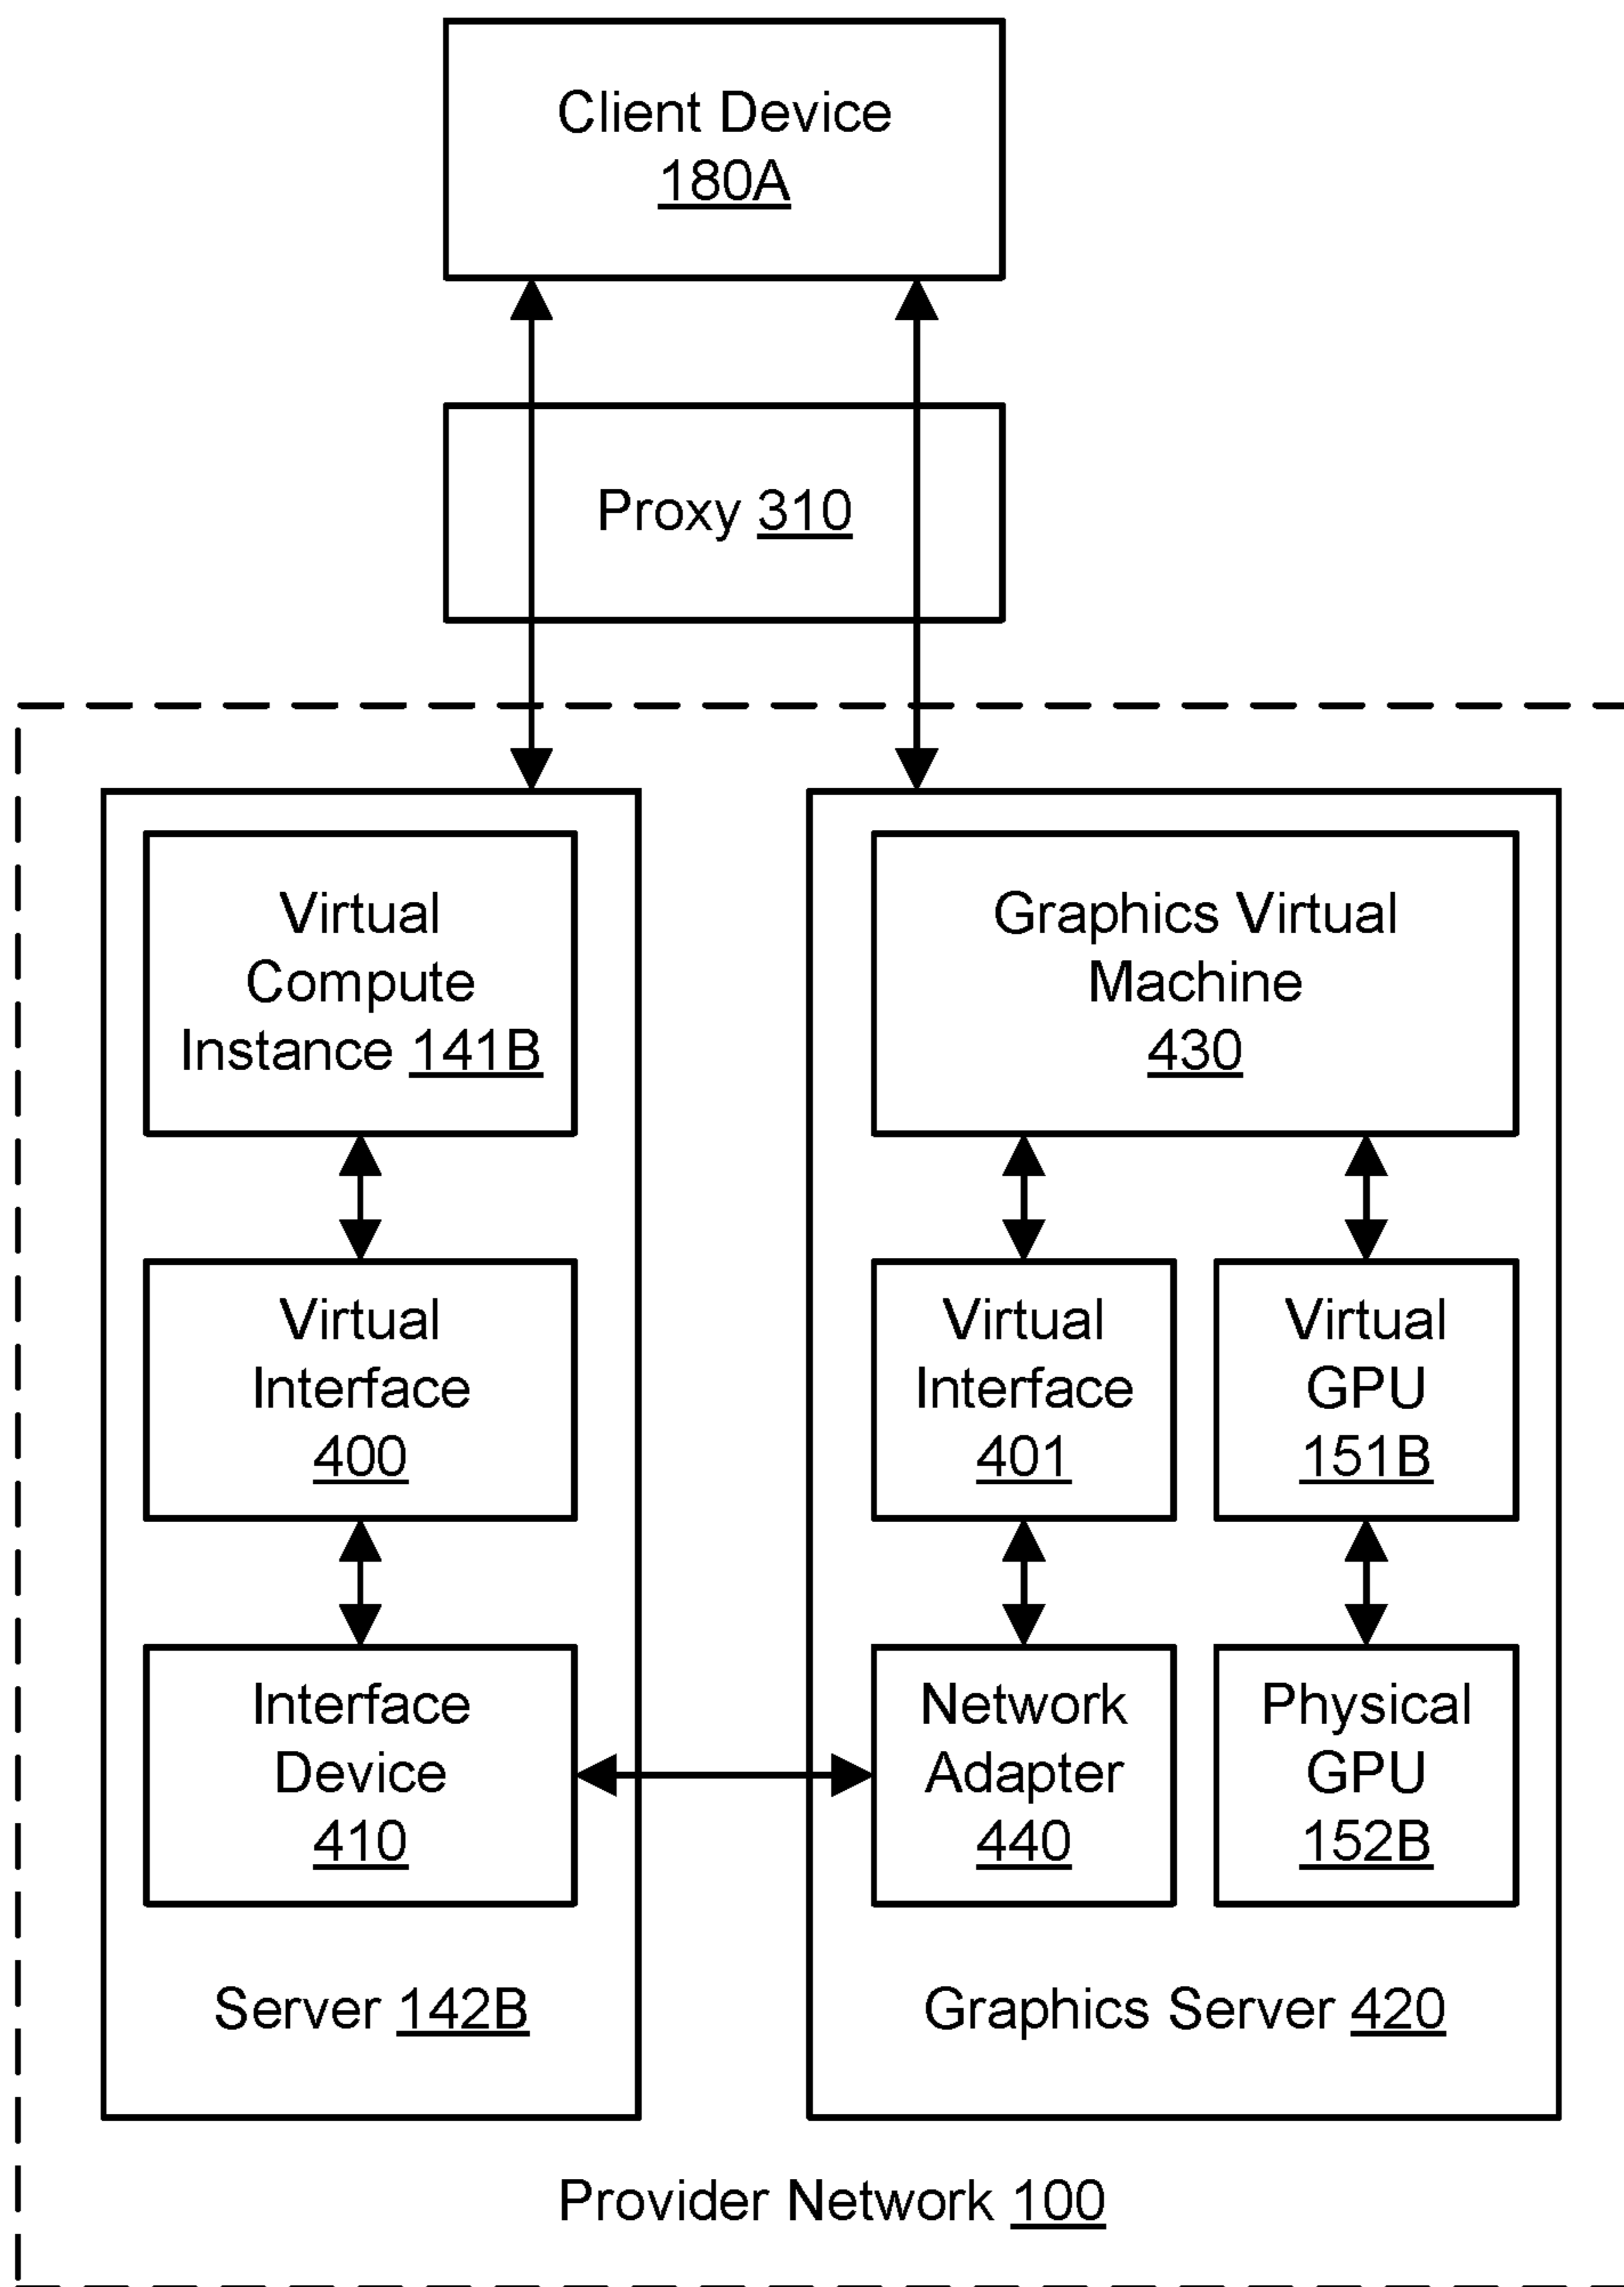 Client Device
180A
Proxy 310
Virtual
Compute
Instance 141B
Graphics Virtual
Machine
430
Virtual
Interface
400
Virtual
Interface
401
Virtual
GPU
151B
Interface
Device
410
Network
Adapter
440
Physical
GPU
152B
Server 142B
Graphics Server 420
Provider Network 100